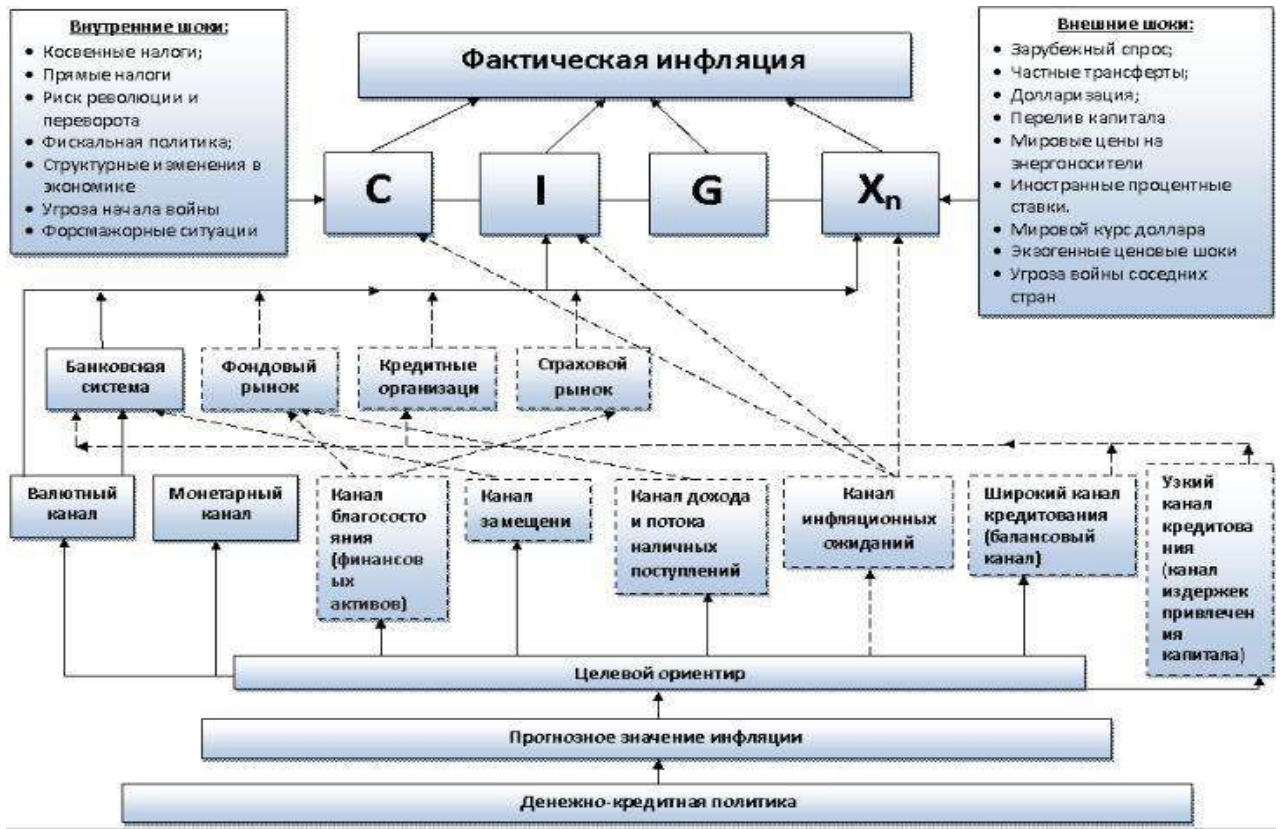 Внутренние шоки:
Косвенные налоги;
Прямые налоги
Риск революции и
переворота
Фискальная политика;
Структурные изменения в
экономике
Угроза начала войны
Форсмажорные ситуации
Фактическая инфляция
Внешние шоки:
Зарубежный спрос;
Частные трансферты;
Долларизация;
Перелив капитала
Мировые цены на
энергоносители
Иностранные процентные
ставки.
Мировой курс доллара
Экзогенные ценовые шоки
Угроза войны соседних
стран
C
I
G
Xn
Банковская
система
Фондовый
рынок
Кредитные
организаци
Страховой
рынок
Валютный
канал
Монетарный
канал
Канал
благососто
яния
(финансов
ых
активов)
Канал
замещени
Канал дохода
и потока
наличных
поступлений
Канал
инфляционных
ожиданий
Широкий канал
кредитования
(балансовый
канал)
Узкий
канал
кредитова
ния
(канал
издержек
привлечен
ия
капитала)
Целевой ориентир
Прогнозное значение инфляции
Денежно-кредитная политика